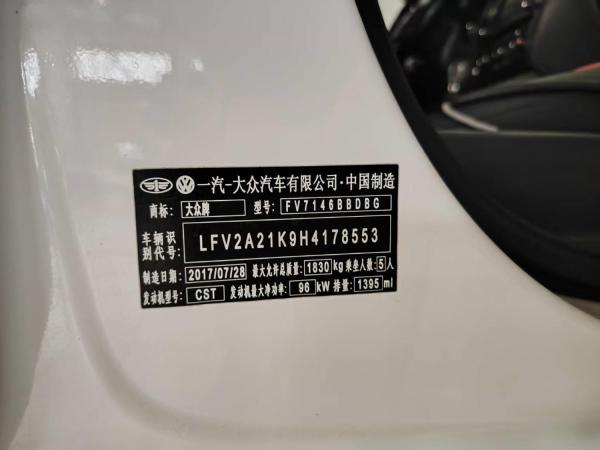 一汽-大众汽车有限公司·中国制造
商标: 大众牌 型号: FV7146BBDBG
车辆识别代号: LFV2A21K9H4178553
制造日期: 2017/07/28 最大允许总质量: 1830 kg 乘坐人数: 5 人
发动机型号: CST 发动机最大净功率: 96 kW 排量: 1395 ml